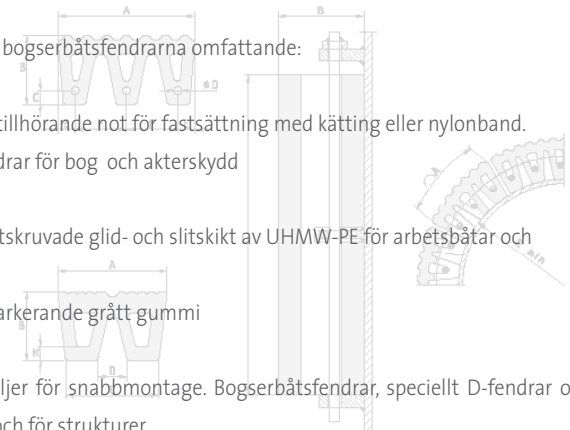 A
B
bogserbåtsfendrarna omfattande:
B
ø D
C
tillhörande not för fastsättning med kätting eller nylonband.
drar för bog och akterskydd
A
tskruvade glid- och slitskikt av UHMW-PE för arbetsbåtar och
A
arkerande grått gummi
B
K
D
ljer för snabbmontage. Bogserbåtsfendrar, speciellt D-fendrar o
och för strukturer